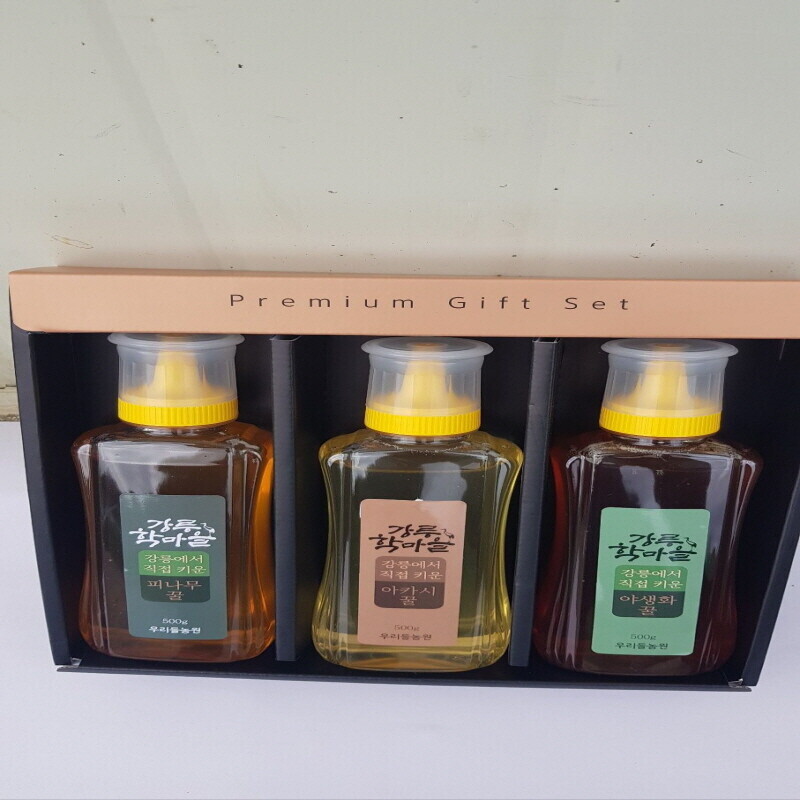 Premium Gift Set
강릉
학마을
강릉에서
직접 키운
피나무
꿀
500g
우리들농원
강릉
학마을
강릉에서
직접 키운
아카시
꿀
500g
우리들농원
강릉
학마을
강릉에서
직접 키운
야생화
꿀
500g
우리들농원